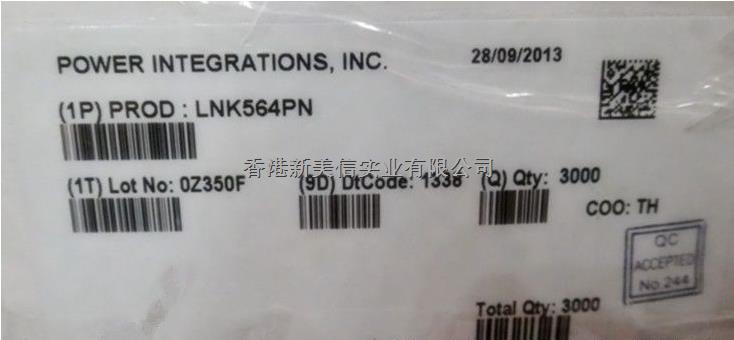 POWER INTEGRATIONS, INC.
28/09/2013
(1P) PROD : LNK564PN
香港新美信实业有限公司
(1T) Lot No: 0Z350F
(9D) DtCode: 1338
(Q) Qty: 3000
COO: TH
QC
ACCEPTED
No.244
Total Qty: 3000